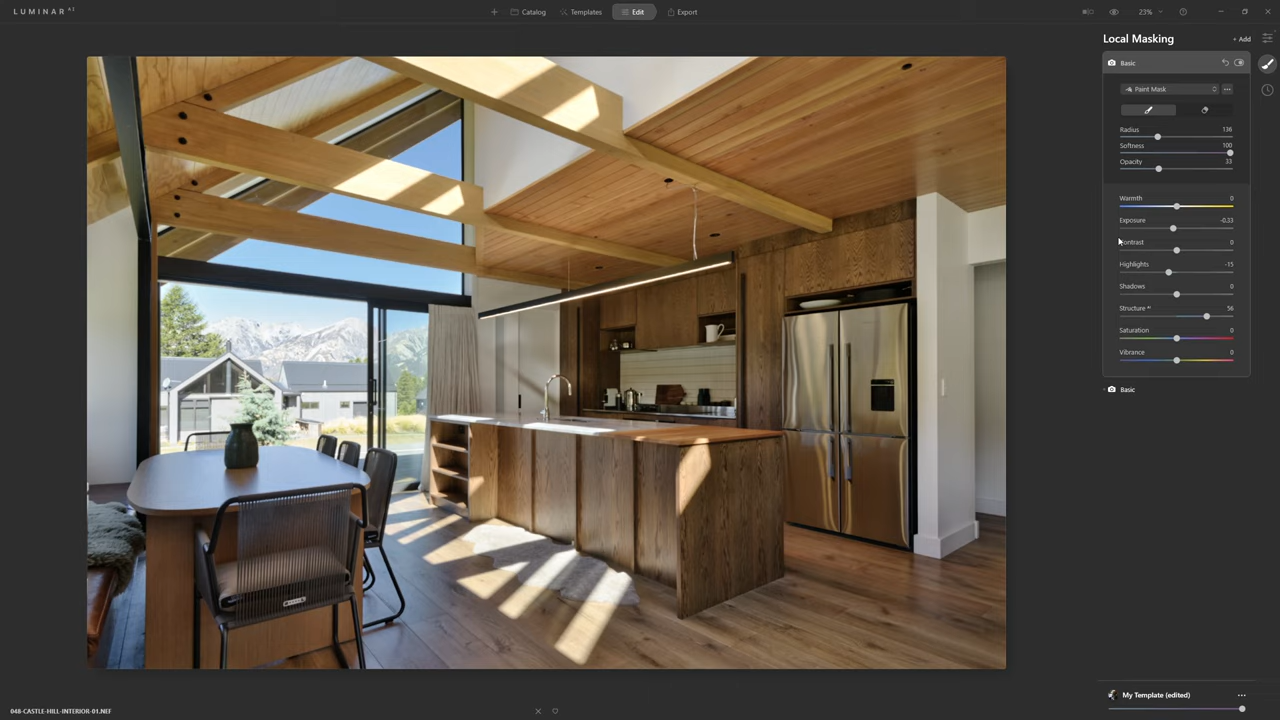 LUMINAR AI
Catalog
Templates
Edit
Export
23%
Local Masking
+ Add
Basic
Paint Mask
Radius 136
Softness 100
Opacity 33
Warmth 0
Exposure -0.33
Contrast 0
Highlights -15
Shadows 0
Structure AI 56
Saturation 0
Vibrance 0
Basic
My Template (edited)
048-CASTLE-HILL-INTERIOR-01.NEF